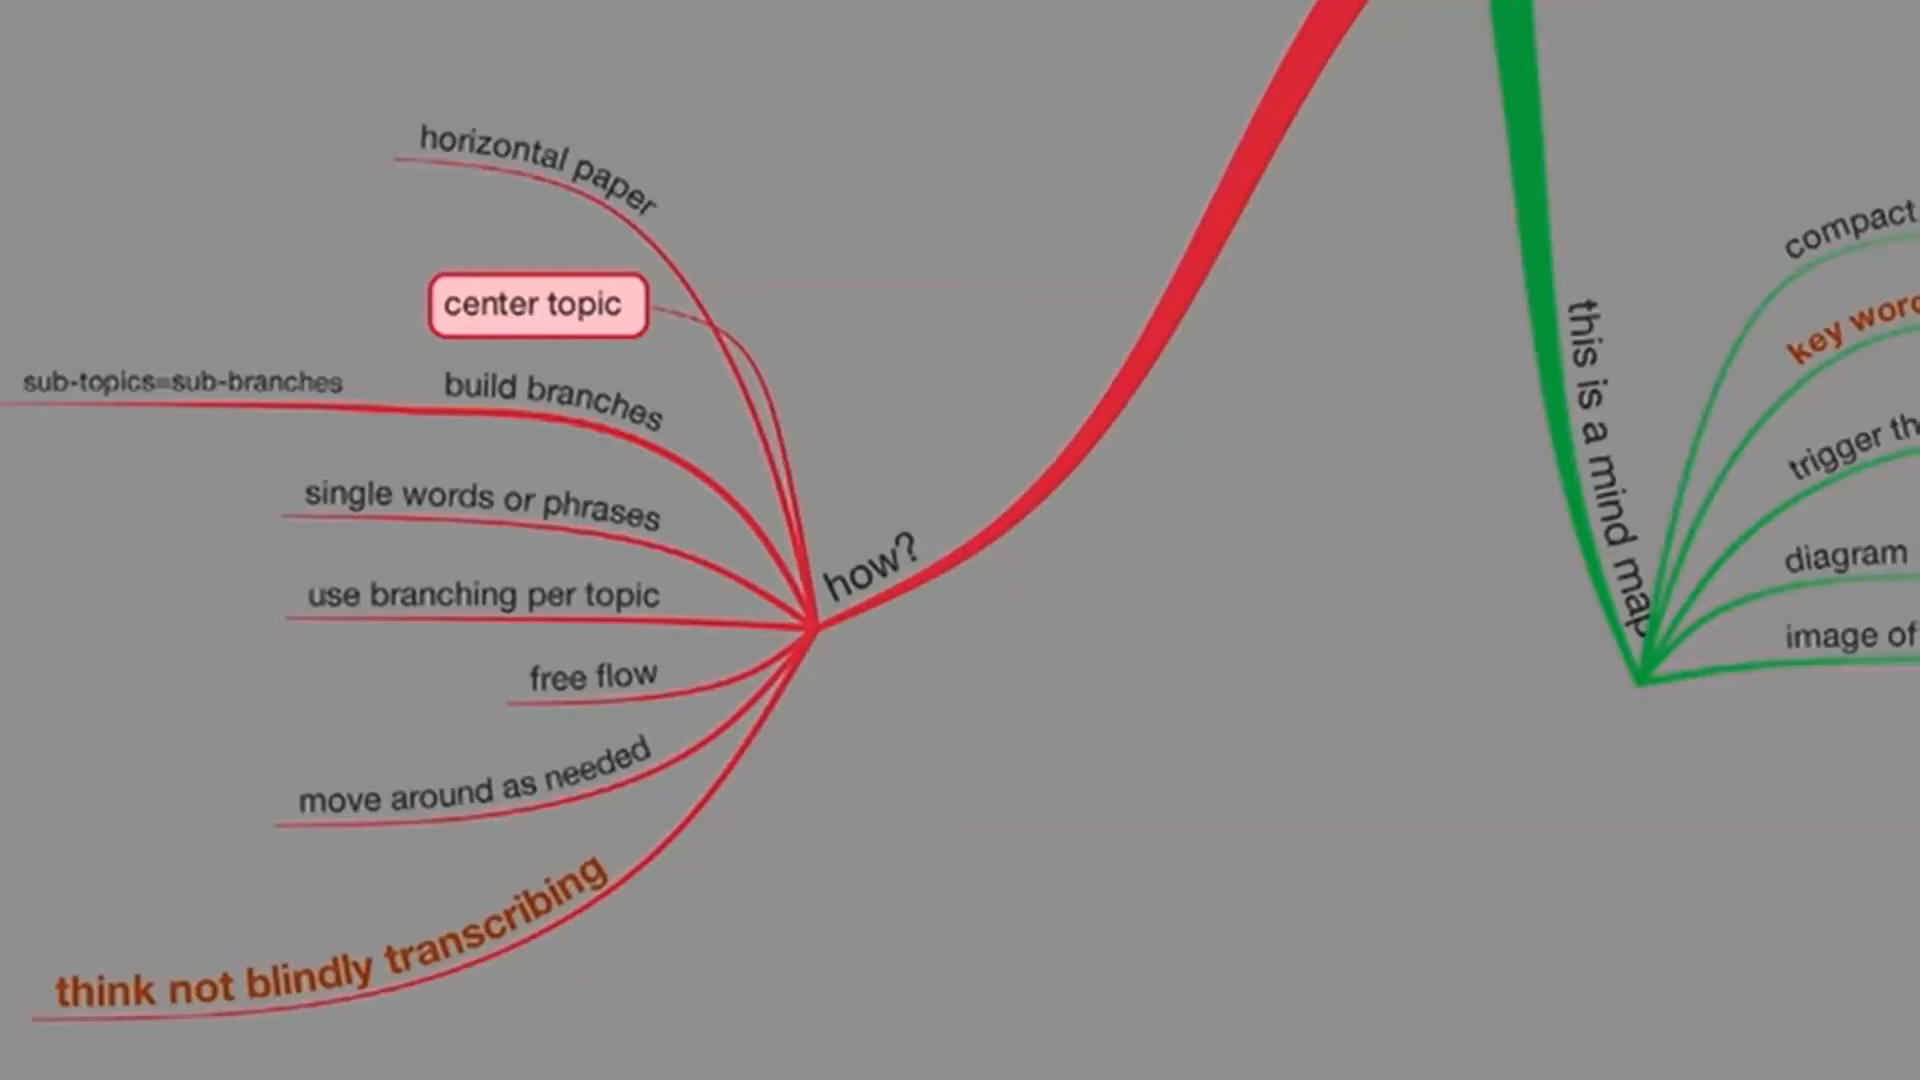 horizontal paper
center topic
build branches
sub-topics=sub-branches
single words or phrases
use branching per topic
free flow
move around as needed
think not blindly transcribing
how?
this is a mind map
compact
key
trigger
diagram
image of